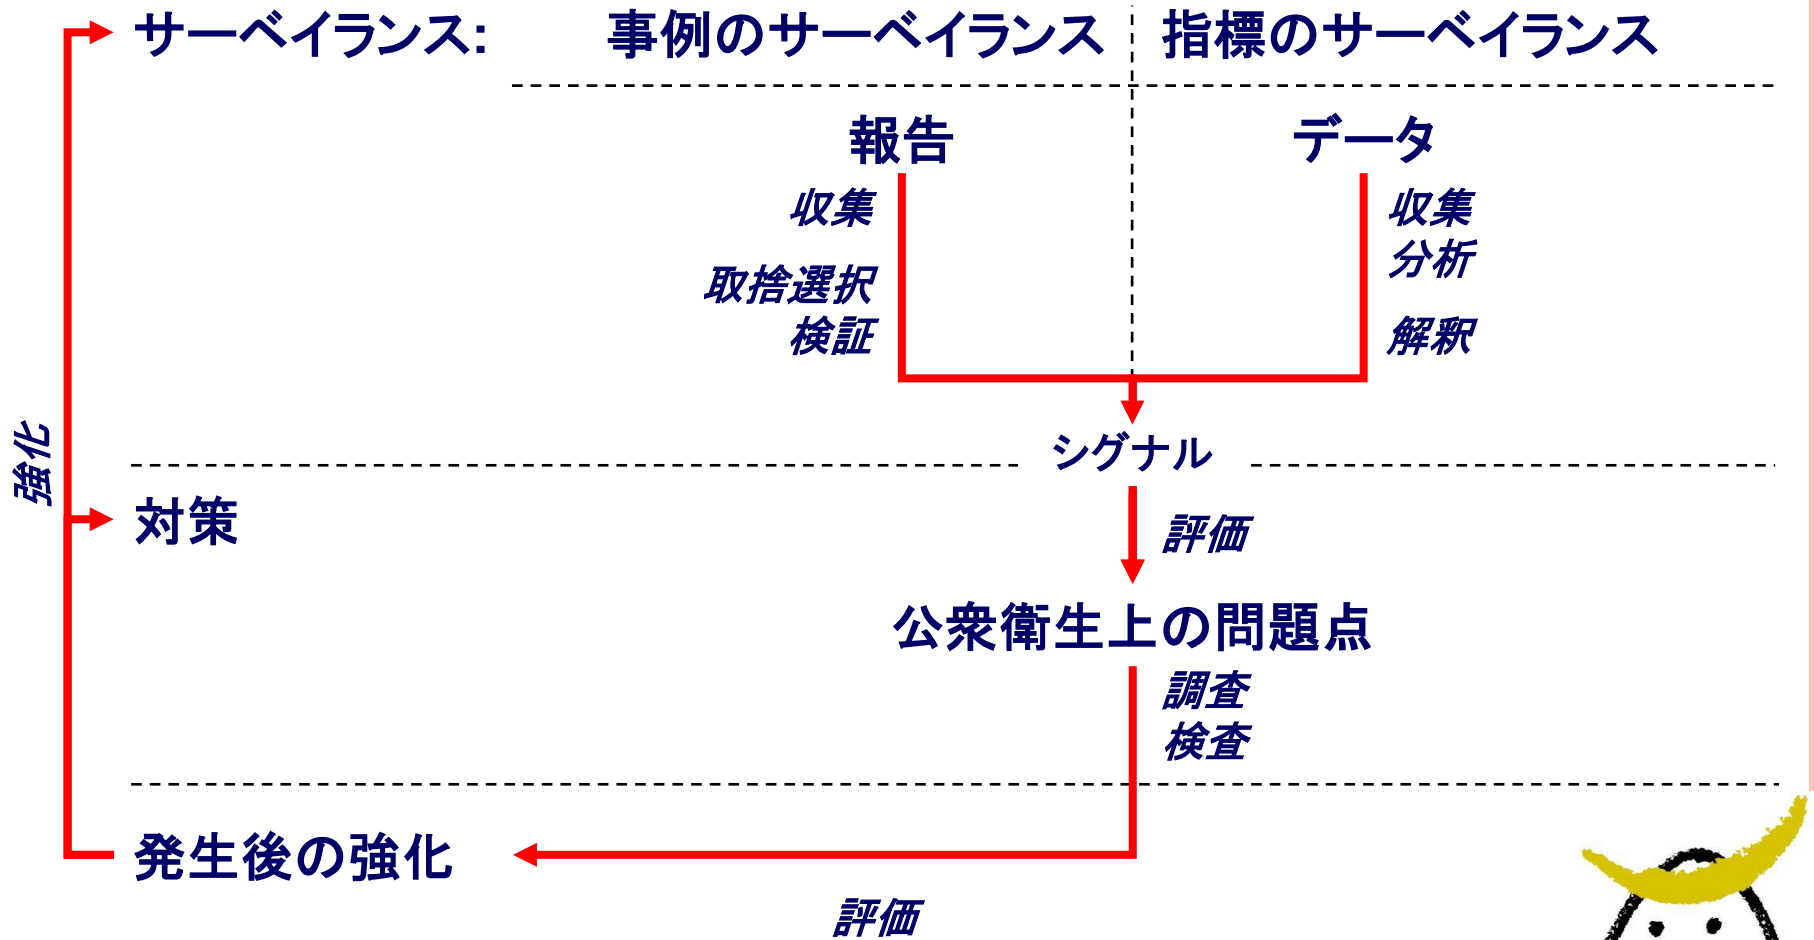 サーベイランス: 事例のサーベイランス 指標のサーベイランス
報告
データ
収集
取捨選択
検証
収集
分析
解釈
シグナル
強化
対策
評価
公衆衛生上の問題点
調査
検査
発生後の強化
評価